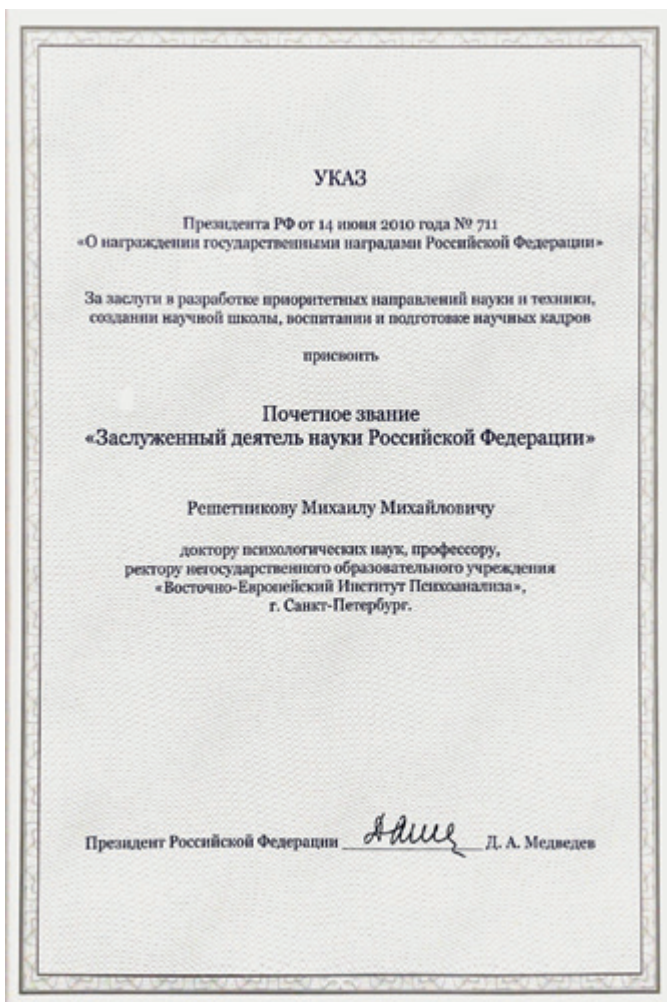 УКАЗ
Президента РФ от 14 июня 2010 года № 711
«О награждении государственными наградами Российской Федерации»
За заслуги в разработке приоритетных направлений науки и техники,
создании научной школы, воспитании и подготовке научных кадров
присвоить
Почетное звание
«Заслуженный деятель науки Российской Федерации»
Решетникову Михаилу Михайловичу
доктору психологических наук, профессору,
ректору негосударственного образовательного учреждения
«Восточно-Европейский Институт Психоанализа»,
г. Санкт-Петербург.
Президент Российской Федерации Д. А. Медведев